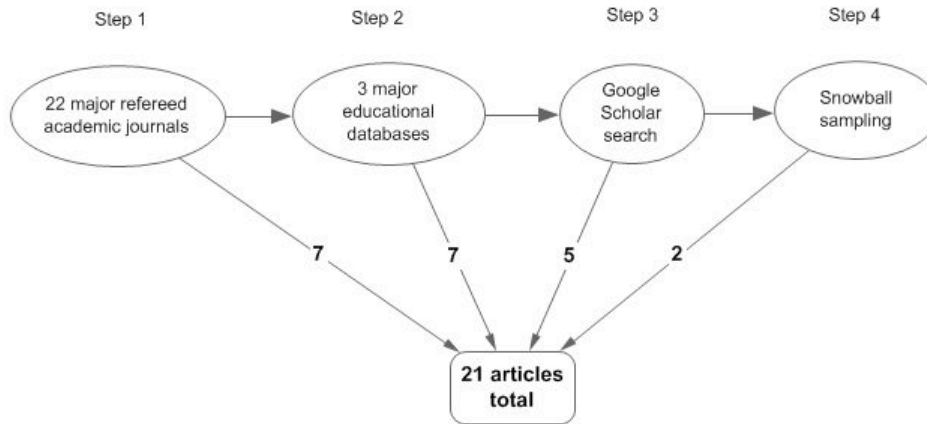 Step 1
Step 2
Step 3
Step 4
22 major refereed
academic journals
3 major
educational
databases
Google
Scholar
search
Snowball
sampling
7
7
5
2
21 articles
total